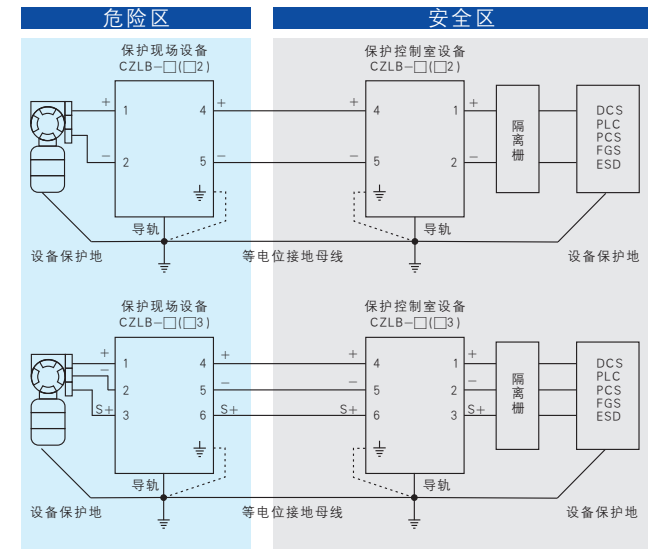 危险区
安全区
保护现场设备
CZLB-□(□2)
保护控制室设备
CZLB-□(□2)
+ 1 4 + + 4 1 +
- 2 5 - - 5 2 -
隔离栅
DCS
PLC
PCS
FGS
ESD
导轨
导轨
设备保护地
等电位接地母线
设备保护地
保护现场设备
CZLB-□(□3)
保护控制室设备
CZLB-□(□3)
+ 1 4 + + 4 1 +
- 2 5 - - 5 2 -
S+ 3 6 S+ S+ 6 3 S+
隔离栅
DCS
PLC
PCS
FGS
ESD
导轨
导轨
设备保护地
等电位接地母线
设备保护地